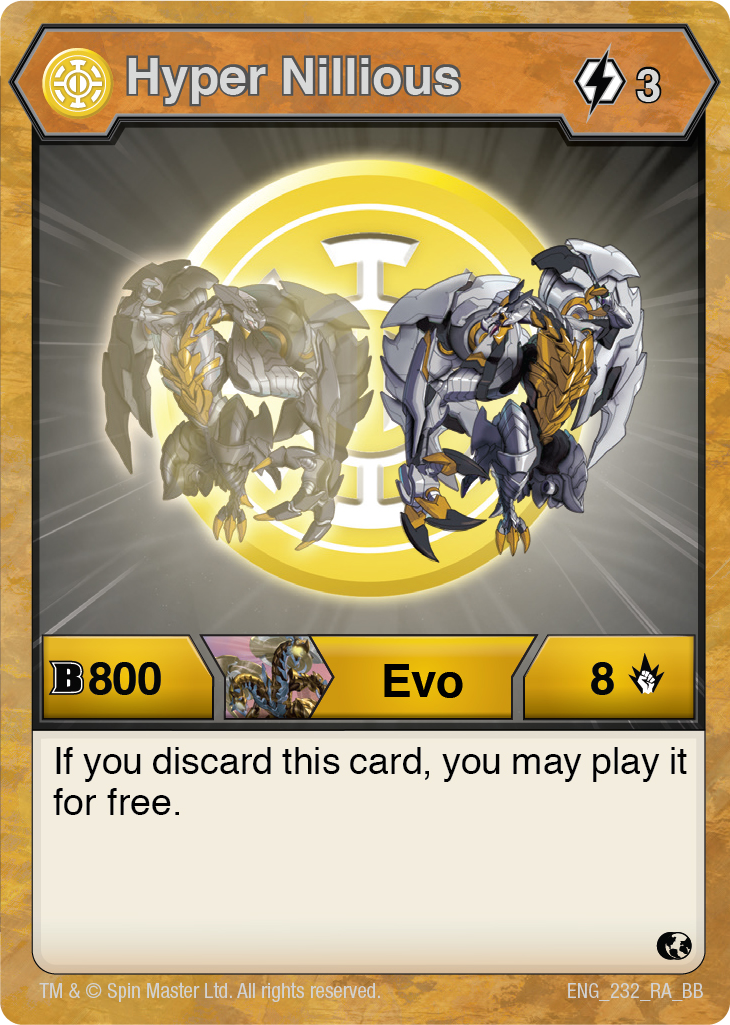 Hyper Nillious
3
B 800
Evo
8
If you discard this card, you may play it
for free.
TM & © Spin Master Ltd. All rights reserved.
ENG_232_RA_BB